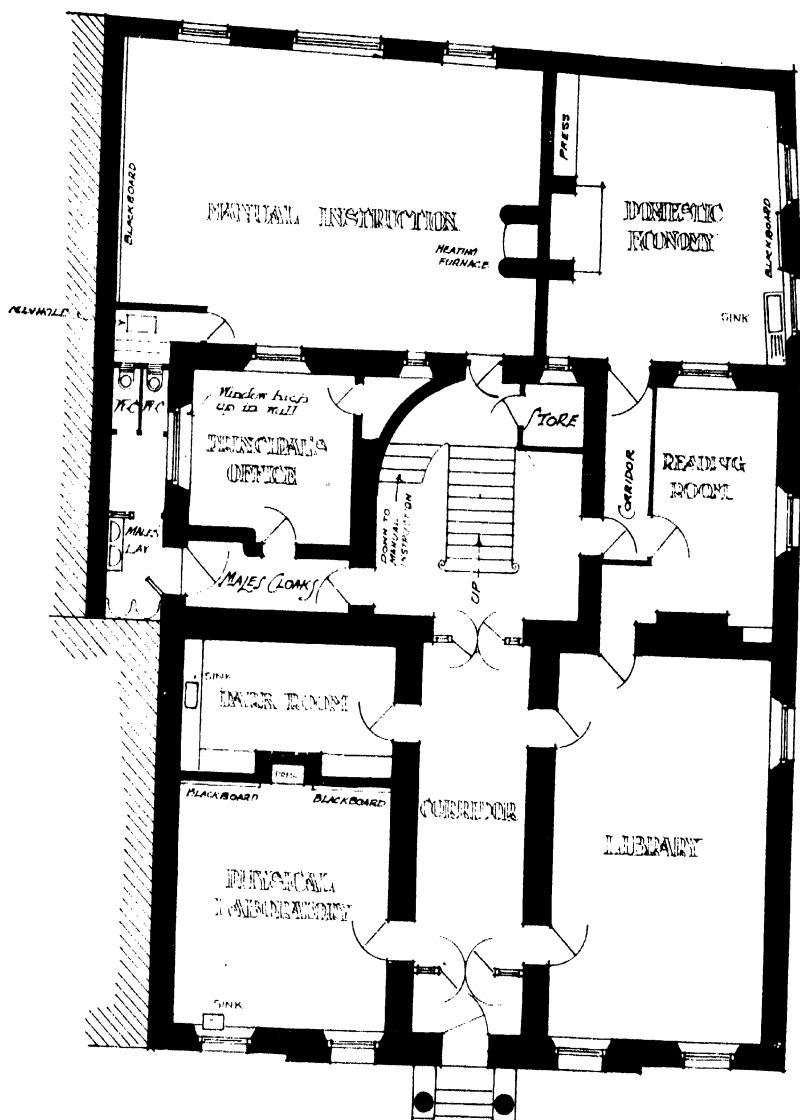 BLACKBOARD
MANUAL INSTRUCTION
HEATING
FURNACE
PRESS
DOMESTIC
ECONOMY
BLACKBOARD
SINK
W.C
W.C
Window high
up in wall
PRINCIPAL'S
OFFICE
STORE
CORRIDOR
READING
ROOM
MALES
LAV
MALES CLOAKS
DOWN TO
MANUAL
INSTRUCTION
UP
SINK
DARK ROOM
PRESS
BLACKBOARD
BLACKBOARD
CORRIDOR
LIBRARY
PHYSICAL
LABORATORY
SINK